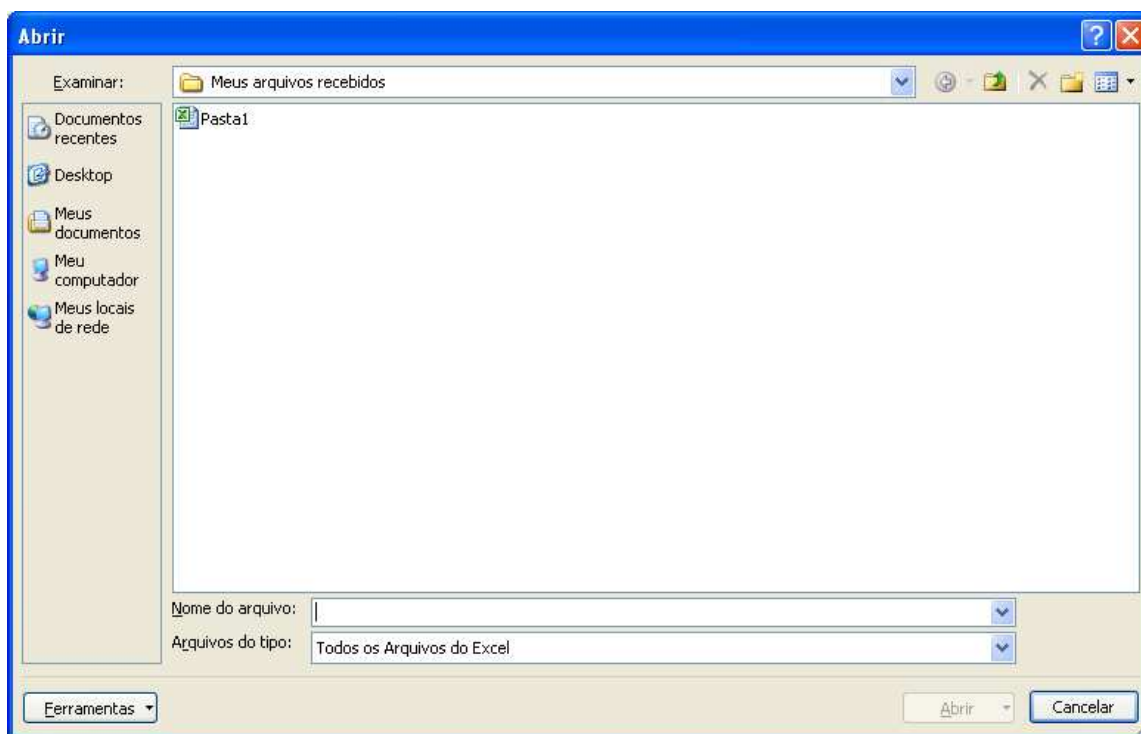 Abrir
Examinar:
Meus arquivos recebidos
Documentos
recentes
Desktop
Meus
documentos
Meu
computador
Meus locais
de rede
Pasta1
Nome do arquivo:
Arquivos do tipo:
Todos os Arquivos do Excel
Ferramentas
Abrir
Cancelar